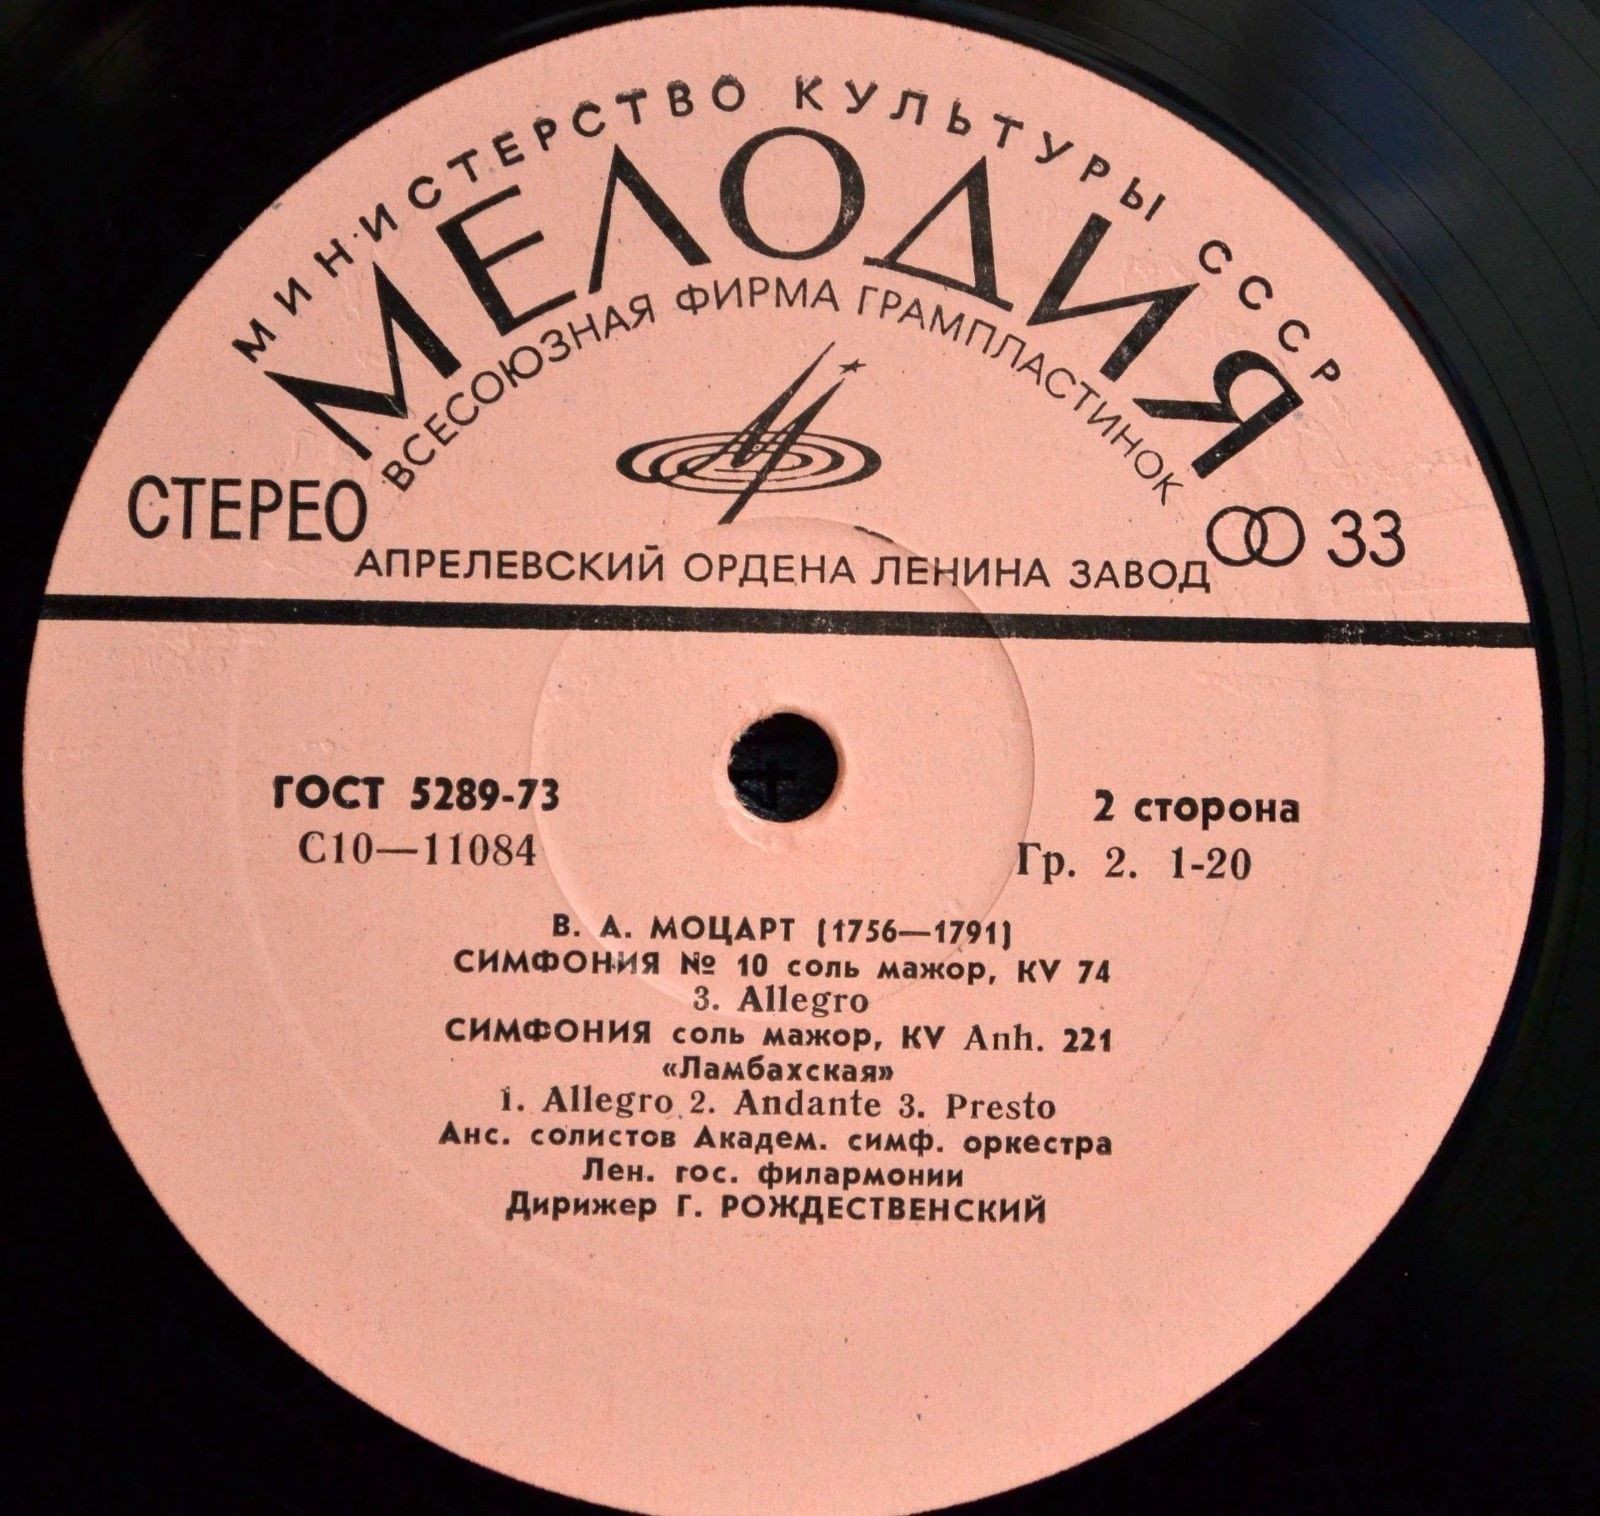 МИНИСТЕРСТВО КУЛЬТУРЫ СССР
МЕЛОДИЯ
ВСЕСОЮЗНАЯ ФИРМА ГРАМПЛАСТИНОК
СТЕРЕО
33
АПРЕЛЕВСКИЙ ОРДЕНА ЛЕНИНА ЗАВОД
ГОСТ 5289-73
2 сторона
С10—11084
Гр. 2. 1-20
В. А. МОЦАРТ (1756—1791)
СИМФОНИЯ № 10 соль мажор, KV 74
3. Allegro
СИМФОНИЯ соль мажор, KV Anh. 221
«Ламбахская»
1. Allegro 2. Andante 3. Presto
Анс. солистов Академ. симф. оркестра
Лен. гос. филармонии
Дирижер Г. РОЖДЕСТВЕНСКИЙ